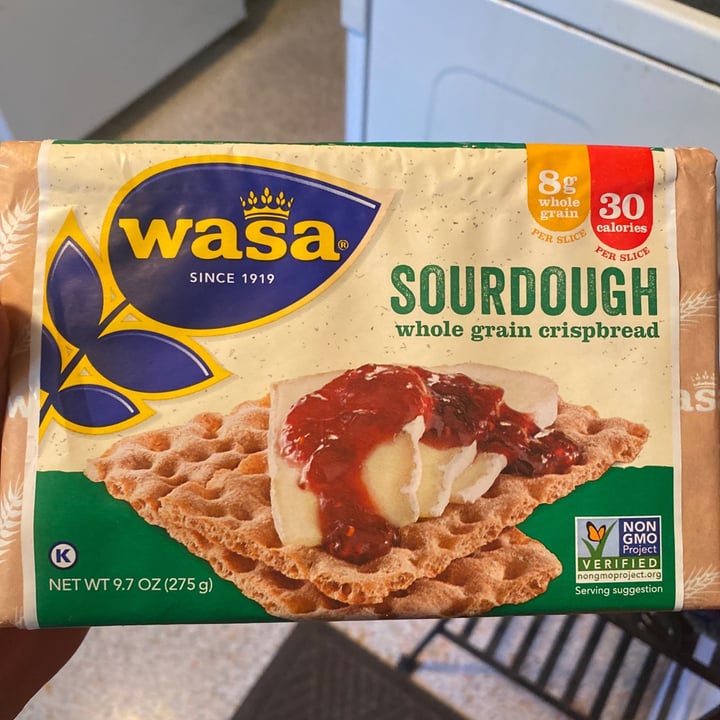 wasa®
SINCE 1919
8g
whole
grain
PER SLICE
30
calories
PER SLICE
SOURDOUGH
whole grain crispbread
K
NET WT 9.7 OZ (275 g)
NON
GMO
Project
VERIFIED
nongmoproject.org
Serving suggestion
as
w